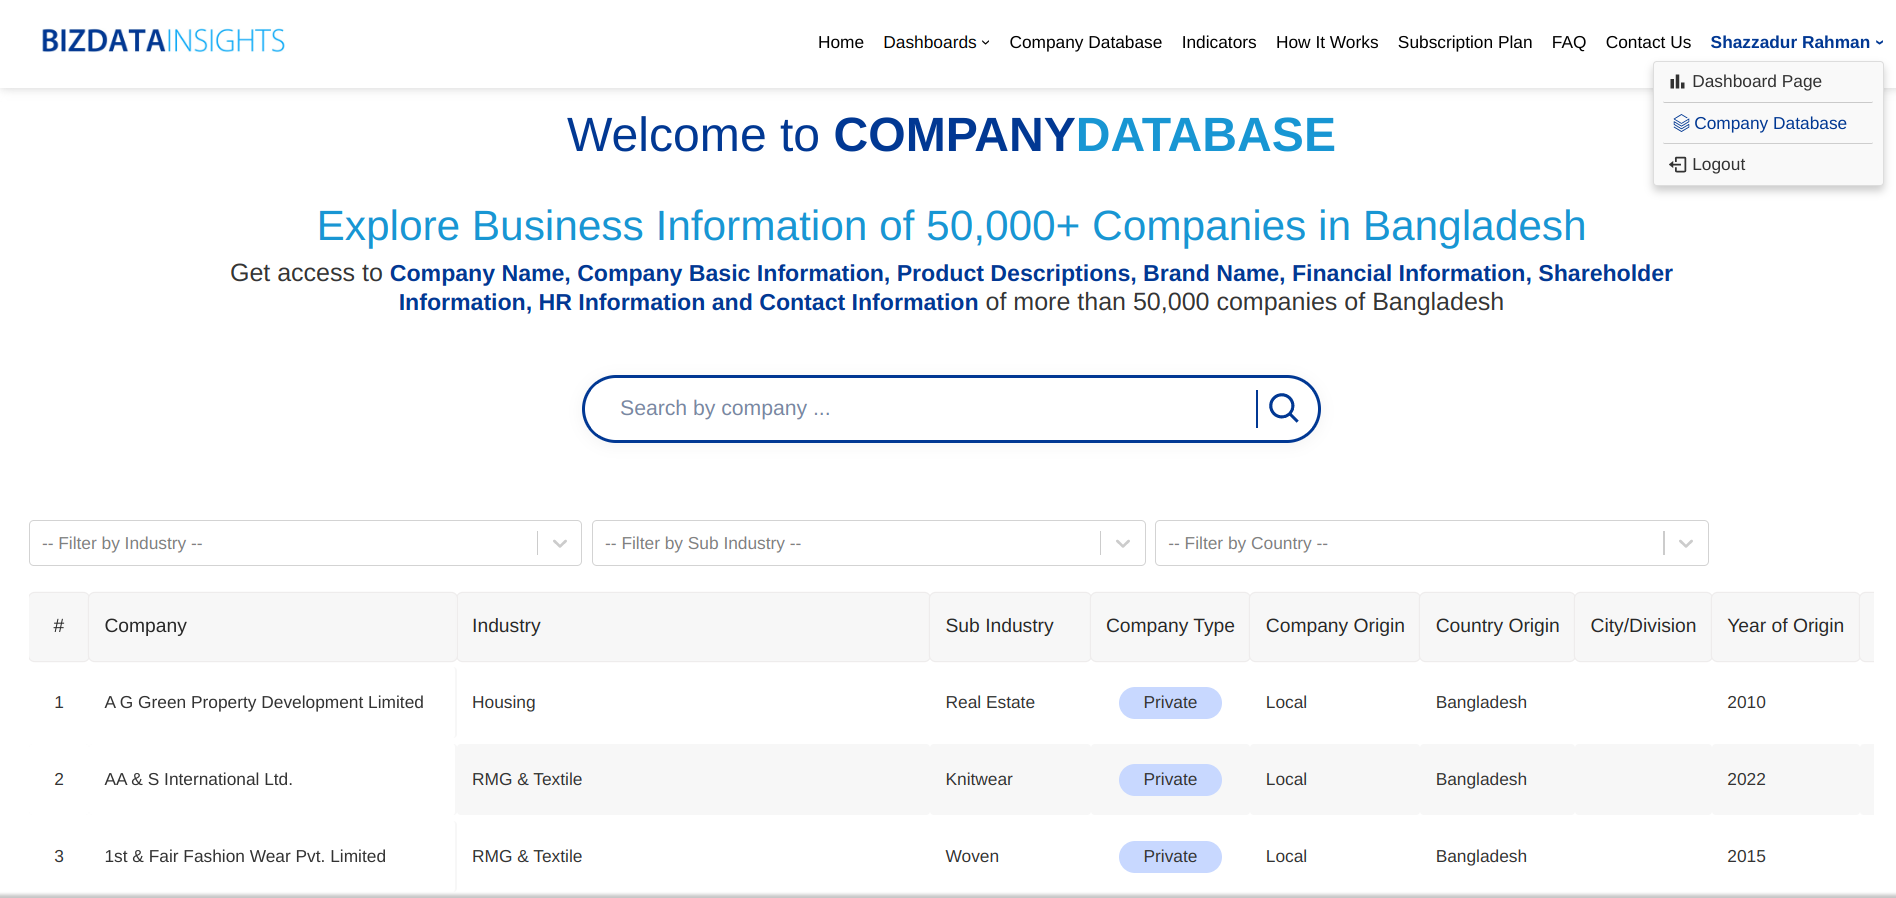 BIZDATAINSIGHTS
Home Dashboards Company Database Indicators How It Works Subscription Plan FAQ Contact Us Shazzadur Rahman
Dashboard Page
Company Database
Logout
Welcome to COMPANYDATABASE
Explore Business Information of 50,000+ Companies in Bangladesh
Get access to Company Name, Company Basic Information, Product Descriptions, Brand Name, Financial Information, Shareholder
Information, HR Information and Contact Information of more than 50,000 companies of Bangladesh
Search by company ...
-- Filter by Industry -- -- Filter by Sub Industry -- -- Filter by Country --
# Company Industry Sub Industry Company Type Company Origin Country Origin City/Division Year of Origin
1 A G Green Property Development Limited Housing Real Estate Private Local Bangladesh 2010
2 AA & S International Ltd. RMG & Textile Knitwear Private Local Bangladesh 2022
3 1st & Fair Fashion Wear Pvt. Limited RMG & Textile Woven Private Local Bangladesh 2015